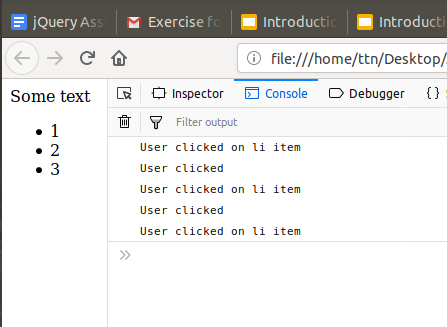 jQuery Ass
Exercise fo
Introductio
Introducti
file:///home/ttn/Desktop/
Some text
1
2
3
Inspector
Console
Debugger
{ }
Filter output
User clicked on li item
User clicked
User clicked on li item
User clicked
User clicked on li item